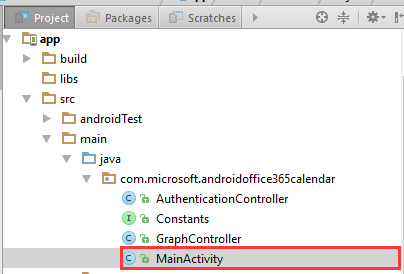 Project Packages Scratches
app
build
libs
src
androidTest
main
java
com.microsoft.androidoffice365calendar
C AuthenticationController
I Constants
C GraphController
C MainActivity